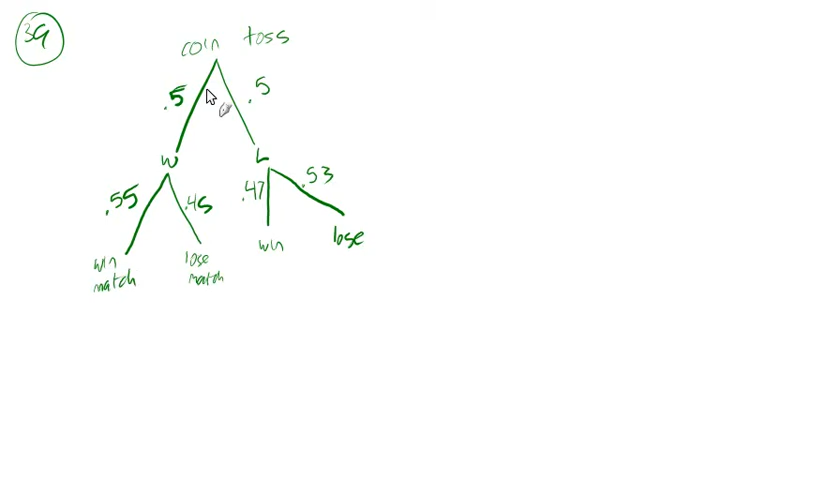 39
coin toss
.5 .5
W L
.55 .45 .47 .53
win match
lose match
win
lose